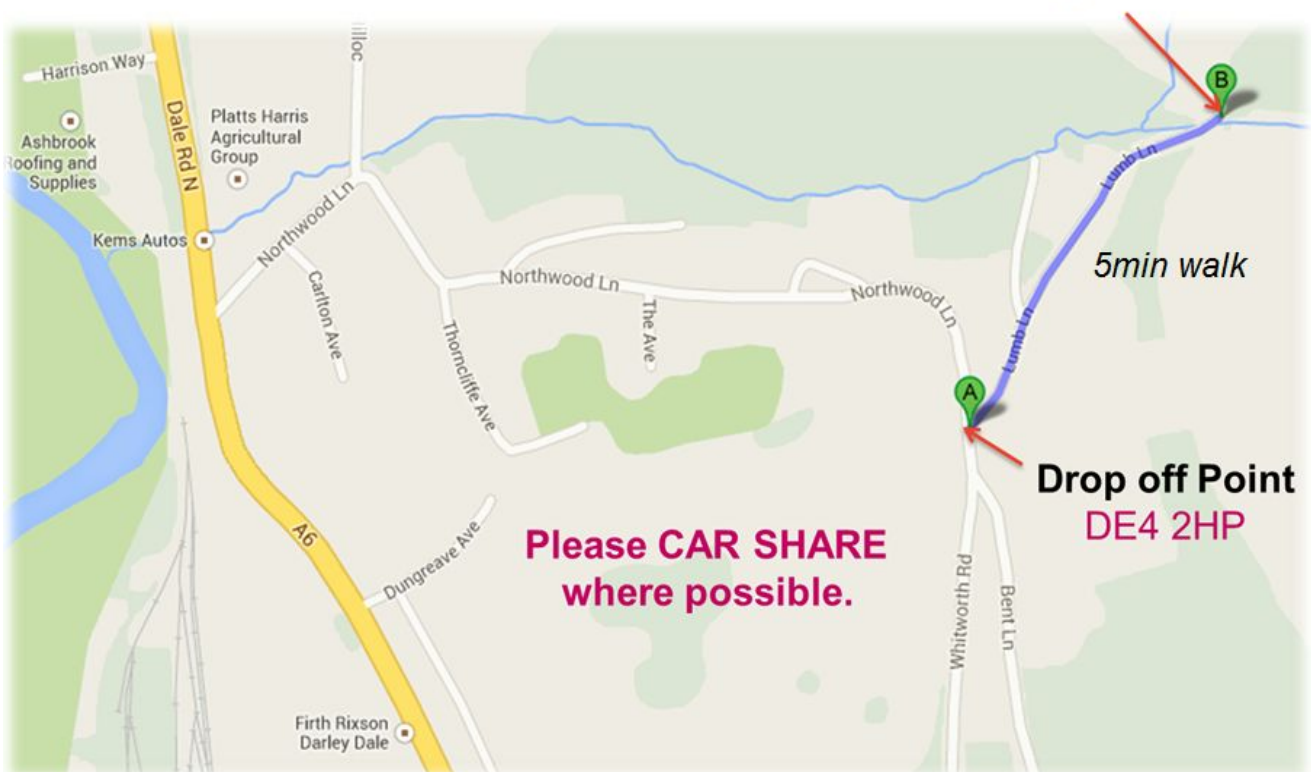 illoc
Harrison Way
Dale Rd N
Platts Harris
Agricultural
Group
Ashbrook
Roofing and
Supplies
Kems Autos
Northwood Ln
Carlton Ave
Thorncliffe Ave
Northwood Ln
The Ave
Northwood Ln
B
Lumb Ln
5min walk
Lumb Ln
A
Drop off Point
DE4 2HP
Please CAR SHARE
where possible.
A6
Dungreave Ave
Whitworth Rd
Bent Ln
Firth Rixson
Darley Dale